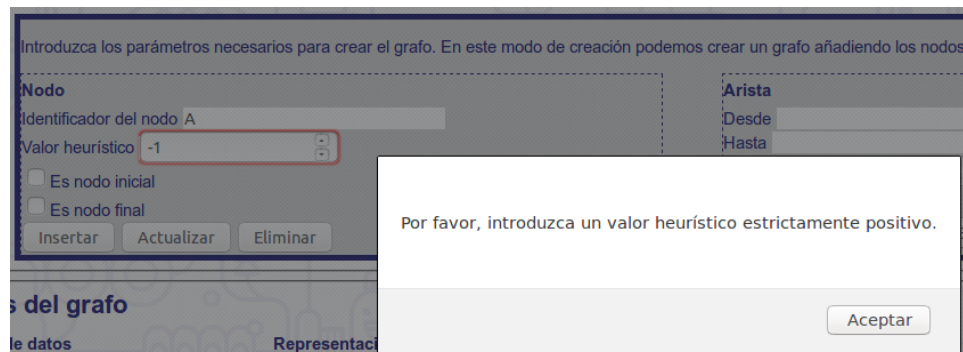 Introduzca los parámetros necesarios para crear el grafo. En este modo de creación podemos crear un grafo añadiendo los nodos
Nodo
Identificador del nodo A
Valor heurístico -1
Es nodo inicial
Es nodo final
Insertar Actualizar Eliminar
Arista
Desde
Hasta
Por favor, introduzca un valor heurístico estrictamente positivo.
Aceptar
s del grafo
de datos Representaci